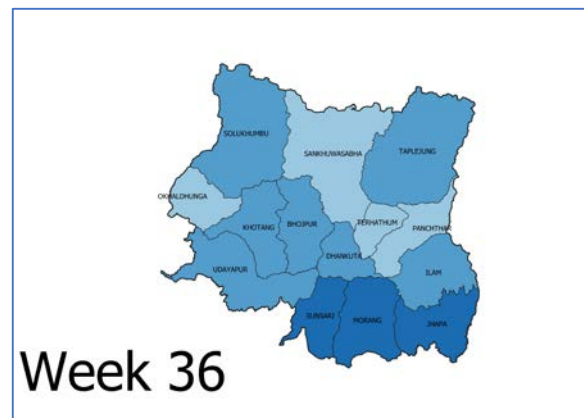 SOLUKHUMBU
SANKHUWASABHA
TAPLEJUNG
OKHALDHUNGA
TERHATHUM
PANCHTHAR
KHOTANG
BHOJPUR
DHANKUTA
UDAYAPUR
ILAM
SUNSARI
MORANG
JHAPA
Week 36